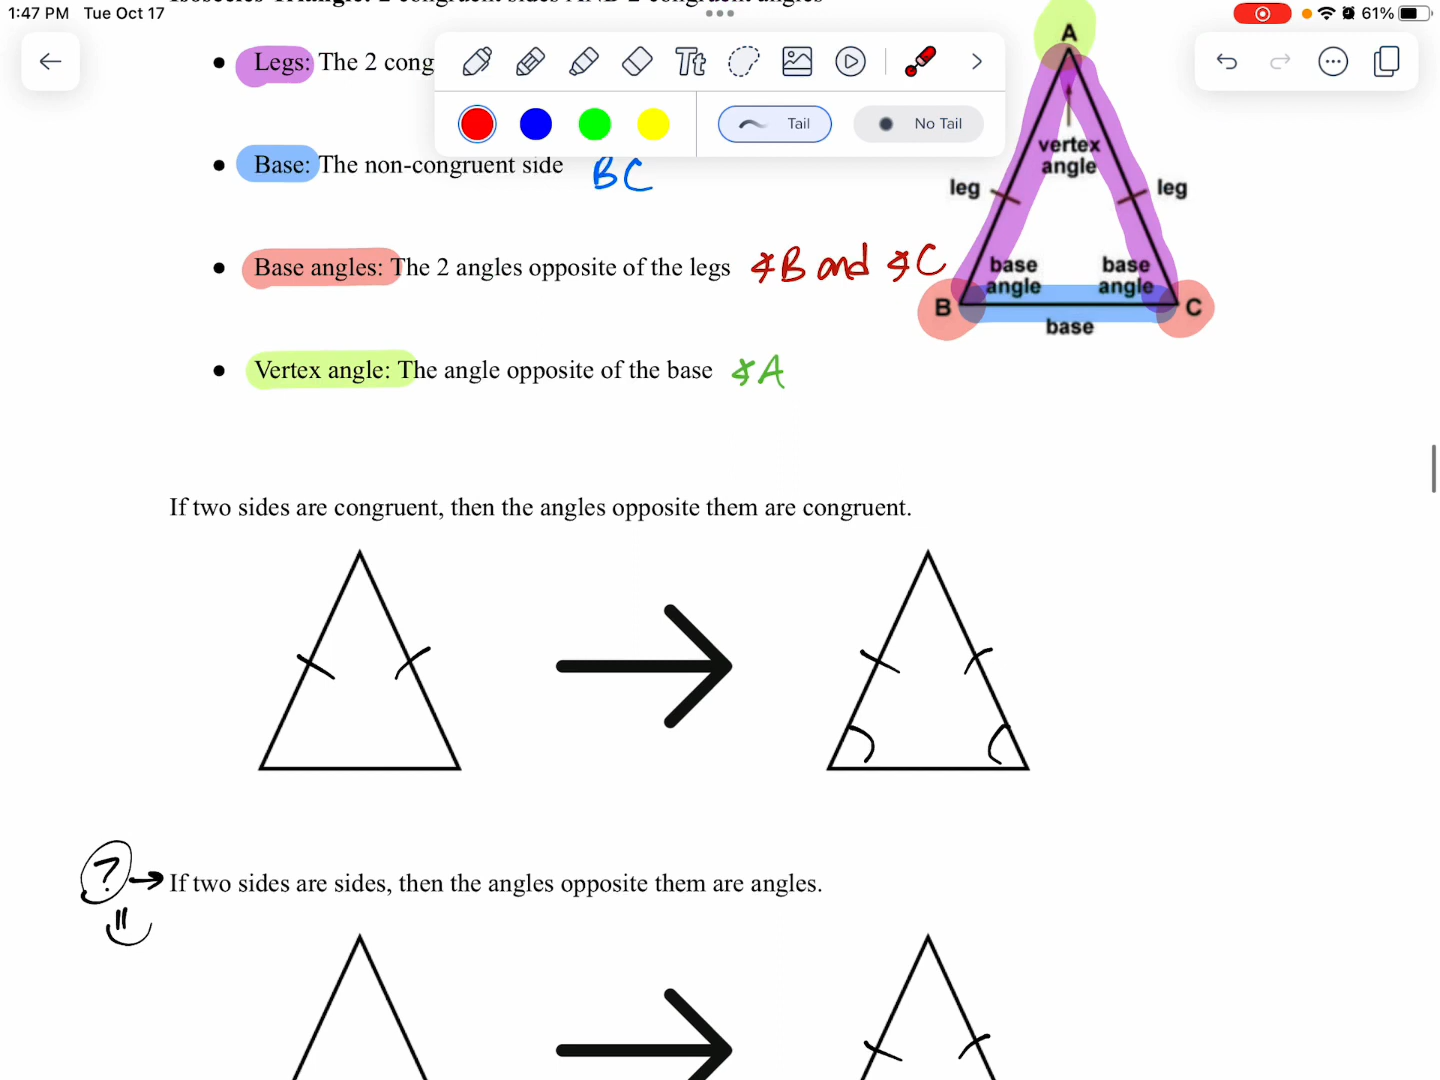 1:47 PM Tue Oct 17
61%
Legs: The 2 cong
Tt
Tail
No Tail
Base: The non-congruent side BC
Base angles: The 2 angles opposite of the legs ∡B and ∡C
Vertex angle: The angle opposite of the base ∡A
A
vertex
angle
leg
leg
base
angle
base
angle
B
C
base
If two sides are congruent, then the angles opposite them are congruent.
? → If two sides are sides, then the angles opposite them are angles.